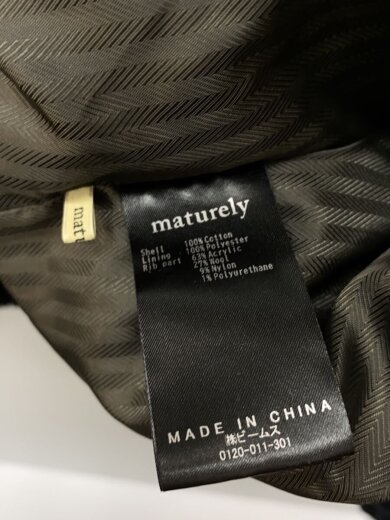 maturely
matu
Shell 100%Cotton
Lining 100%Polyester
Rib part 63%Acrylic
27%Wool
9%Nylon
1%Polyurethane
MADE IN CHINA
㈱ビームス
0120-011-301